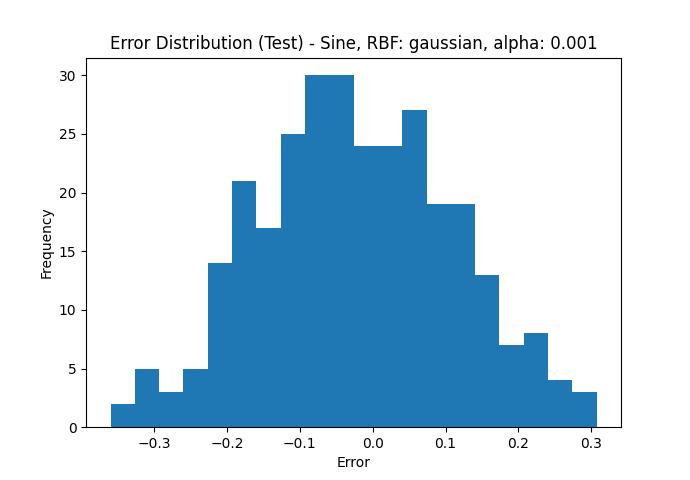 Error Distribution (Test) - Sine, RBF: gaussian, alpha: 0.001
30
25
20
15
10
5
0
Frequency
−0.3 −0.2 −0.1 0.0 0.1 0.2 0.3
Error